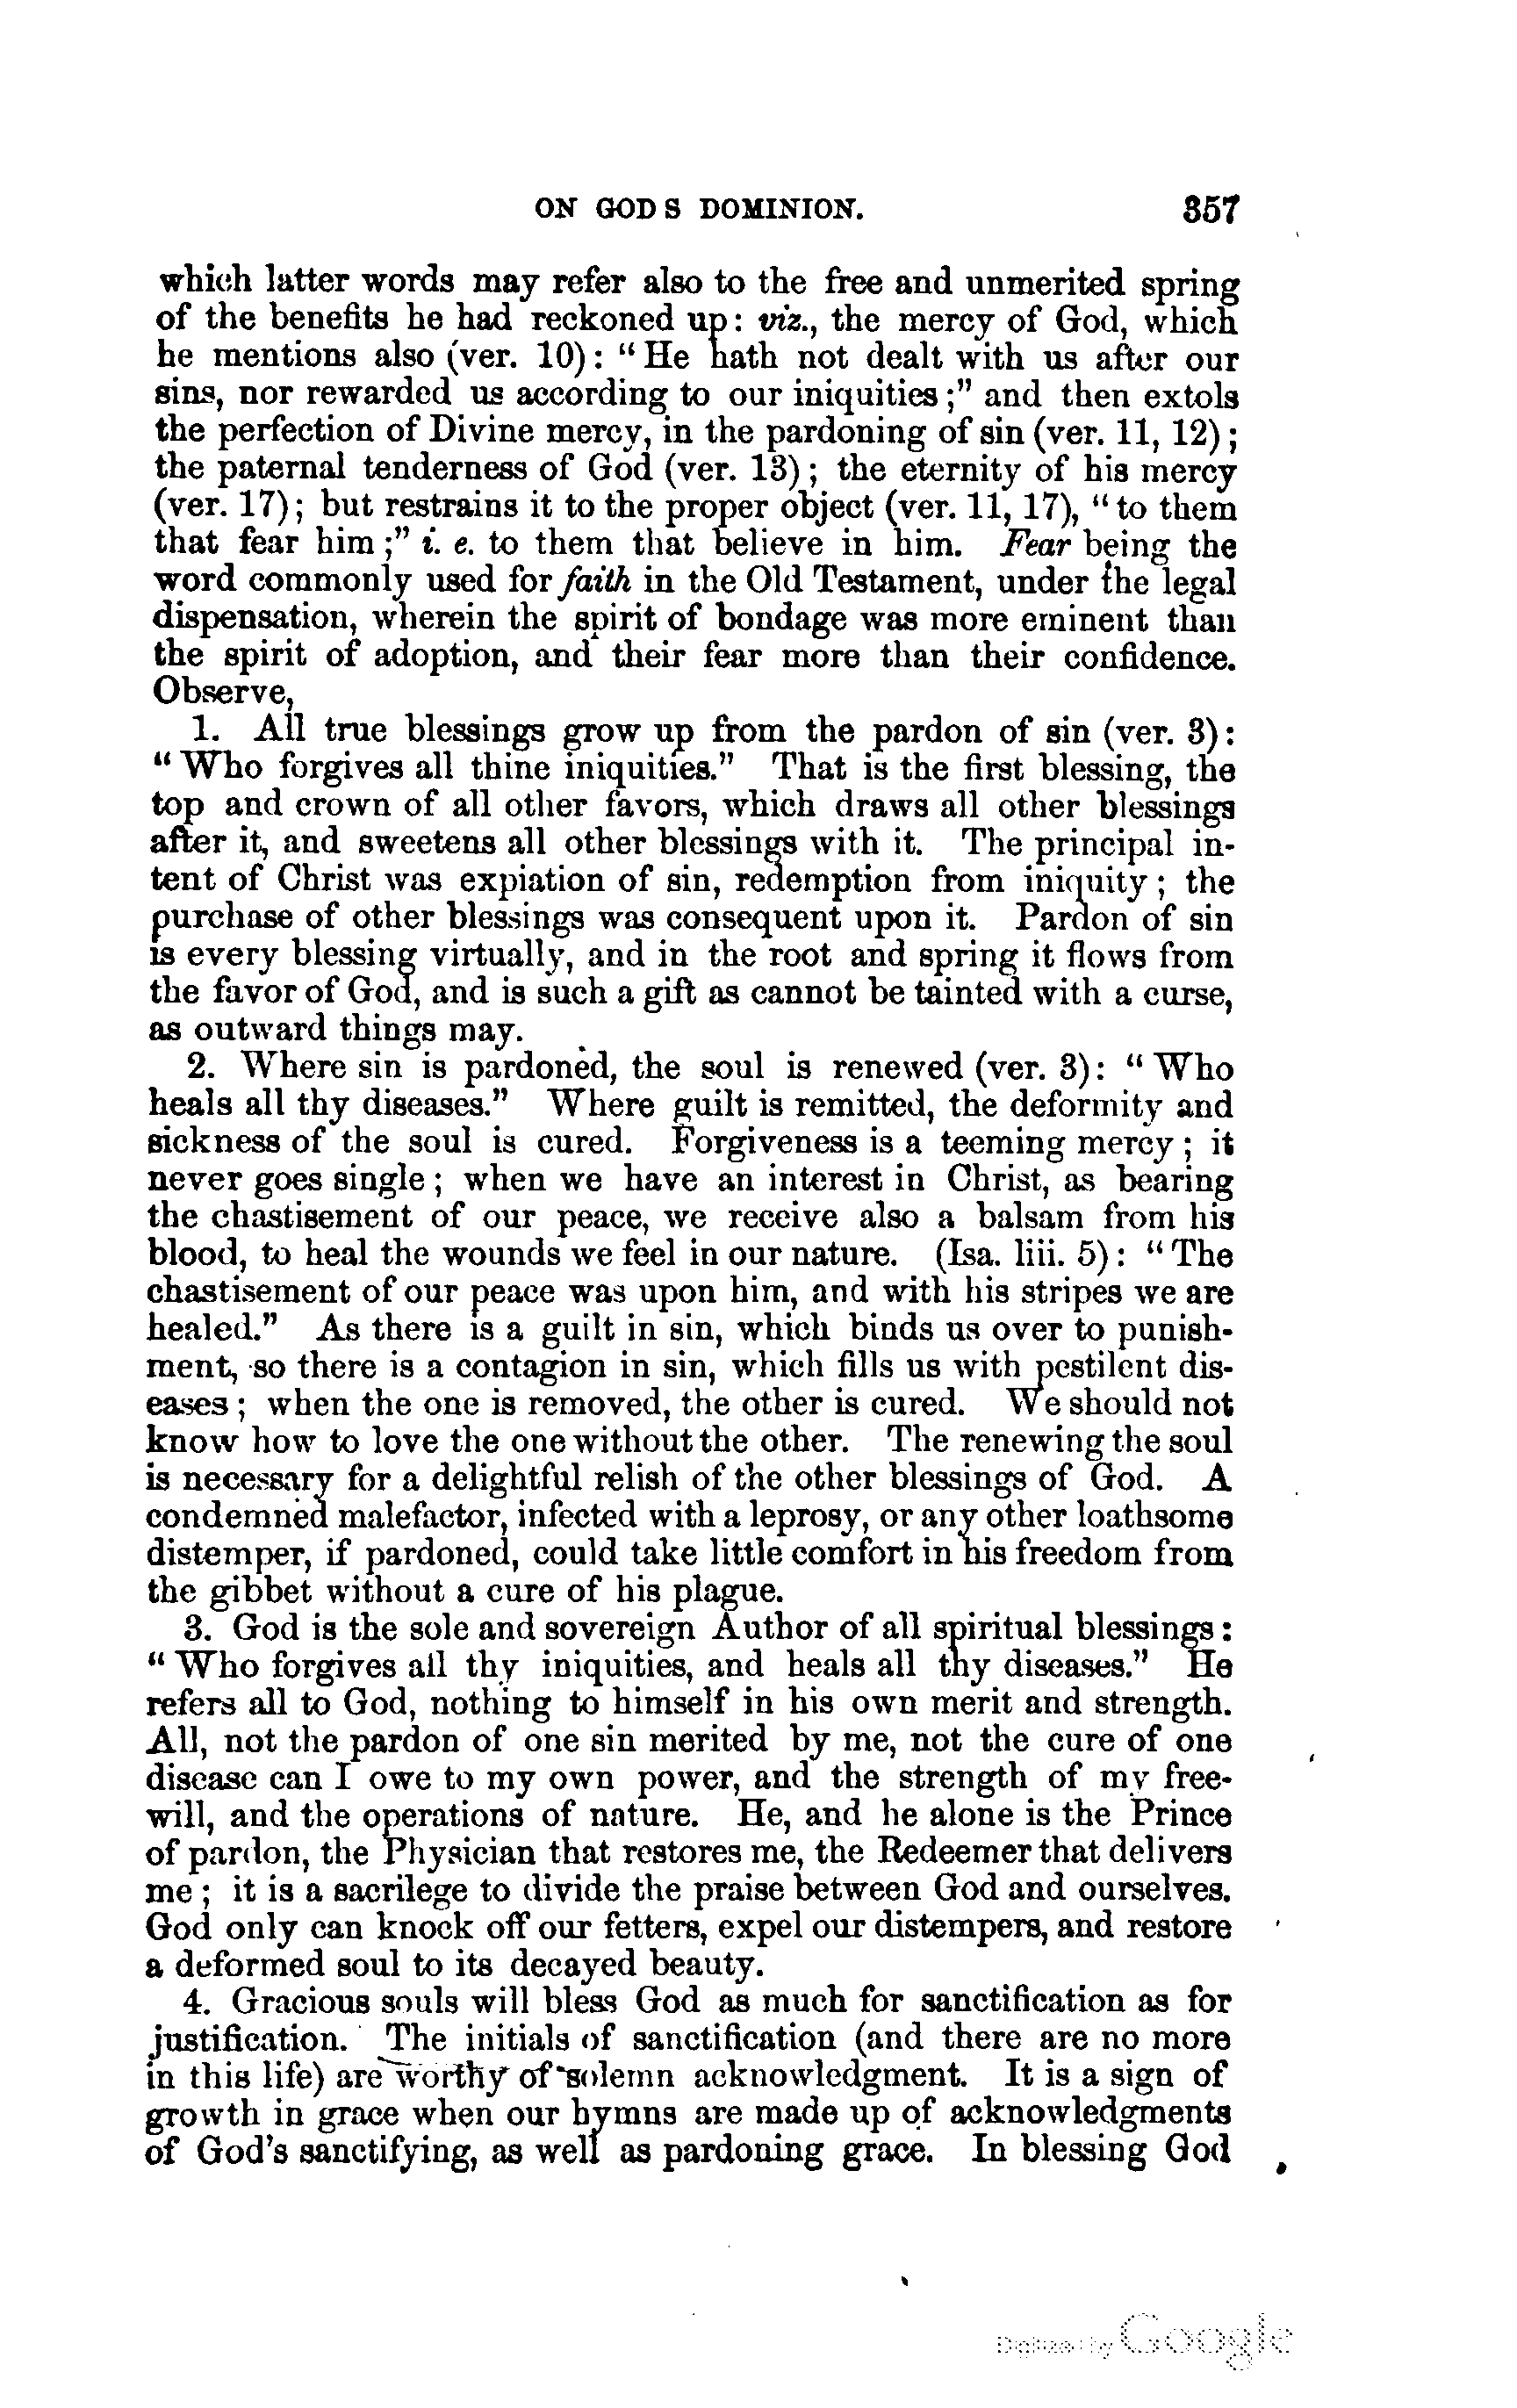 ON GOD S DOMINION. 357
which latter words may refer also to the free and unmerited spring
of the benefits he had reckoned up: viz., the mercy of God, which
he mentions also (ver. 10): "He hath not dealt with us after our
sins, nor rewarded us according to our iniquities;" and then extols
the perfection of Divine mercy, in the pardoning of sin (ver. 11, 12);
the paternal tenderness of God (ver. 13); the eternity of his mercy
(ver. 17); but restrains it to the proper object (ver. 11, 17), "to them
that fear him;" i. e. to them that believe in him. Fear being the
word commonly used for faith in the Old Testament, under the legal
dispensation, wherein the spirit of bondage was more eminent than
the spirit of adoption, and their fear more than their confidence.
Observe,
1. All true blessings grow up from the pardon of sin (ver. 3):
"Who forgives all thine iniquities." That is the first blessing, the
top and crown of all other favors, which draws all other blessings
after it, and sweetens all other blessings with it. The principal in-
tent of Christ was expiation of sin, redemption from iniquity; the
purchase of other blessings was consequent upon it. Pardon of sin
is every blessing virtually, and in the root and spring it flows from
the favor of God, and is such a gift as cannot be tainted with a curse,
as outward things may.
2. Where sin is pardoned, the soul is renewed (ver. 3): "Who
heals all thy diseases." Where guilt is remitted, the deformity and
sickness of the soul is cured. Forgiveness is a teeming mercy; it
never goes single; when we have an interest in Christ, as bearing
the chastisement of our peace, we receive also a balsam from his
blood, to heal the wounds we feel in our nature. (Isa. liii. 5): "The
chastisement of our peace was upon him, and with his stripes we are
healed." As there is a guilt in sin, which binds us over to punish-
ment, so there is a contagion in sin, which fills us with pestilent dis-
eases; when the one is removed, the other is cured. We should not
know how to love the one without the other. The renewing the soul
is necessary for a delightful relish of the other blessings of God. A
condemned malefactor, infected with a leprosy, or any other loathsome
distemper, if pardoned, could take little comfort in his freedom from
the gibbet without a cure of his plague.
3. God is the sole and sovereign Author of all spiritual blessings:
"Who forgives all thy iniquities, and heals all thy diseases." He
refers all to God, nothing to himself in his own merit and strength.
All, not the pardon of one sin merited by me, not the cure of one
disease can I owe to my own power, and the strength of my free-
will, and the operations of nature. He, and he alone is the Prince
of pardon, the Physician that restores me, the Redeemer that delivers
me; it is a sacrilege to divide the praise between God and ourselves.
God only can knock off our fetters, expel our distempers, and restore
a deformed soul to its decayed beauty.
4. Gracious souls will bless God as much for sanctification as for
justification. The initials of sanctification (and there are no more
in this life) are worthy of solemn acknowledgment. It is a sign of
growth in grace when our hymns are made up of acknowledgments
of God's sanctifying, as well as pardoning grace. In blessing God
Digitized by Google